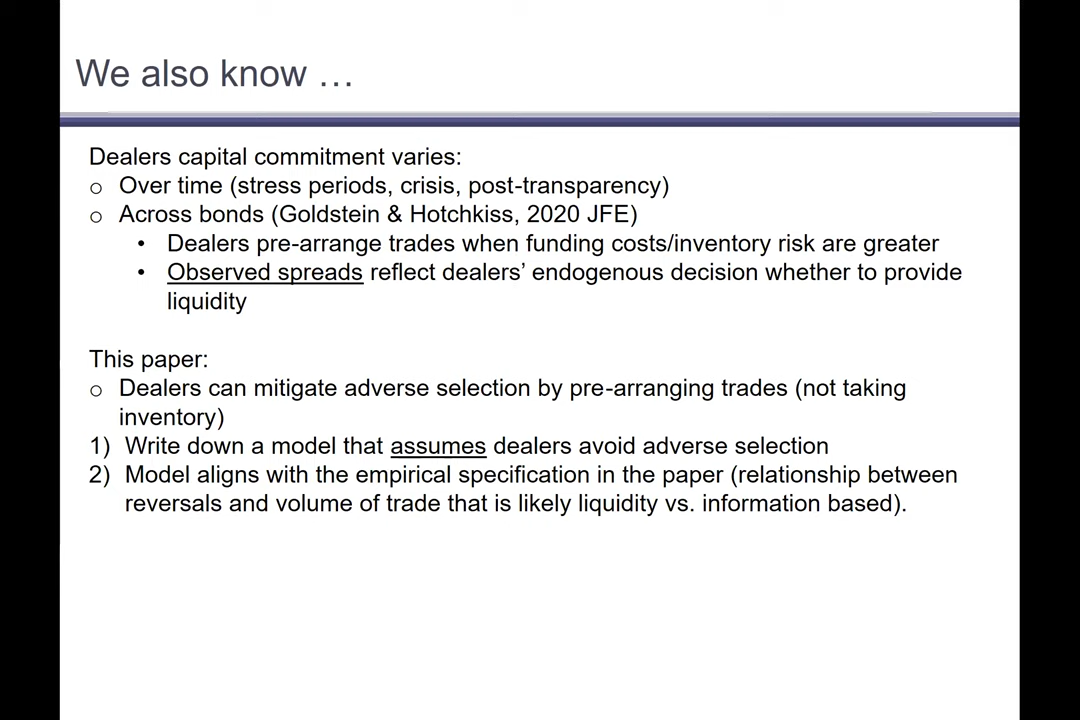 We also know …
Dealers capital commitment varies:
o Over time (stress periods, crisis, post-transparency)
o Across bonds (Goldstein & Hotchkiss, 2020 JFE)
• Dealers pre-arrange trades when funding costs/inventory risk are greater
• Observed spreads reflect dealers’ endogenous decision whether to provide
liquidity
This paper:
o Dealers can mitigate adverse selection by pre-arranging trades (not taking
inventory)
1) Write down a model that assumes dealers avoid adverse selection
2) Model aligns with the empirical specification in the paper (relationship between
reversals and volume of trade that is likely liquidity vs. information based).